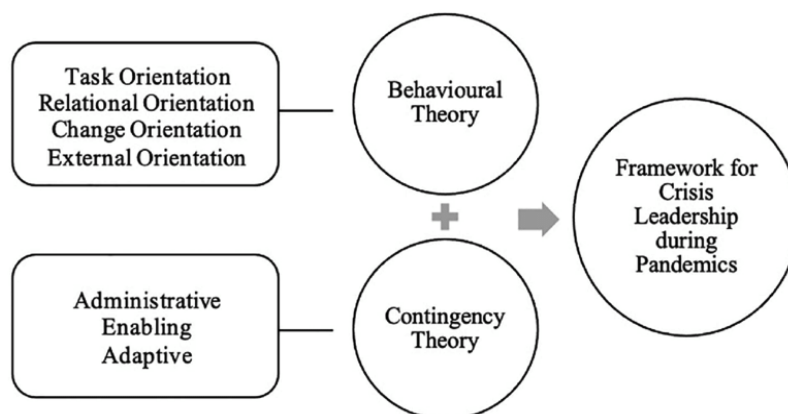 Task Orientation
Relational Orientation
Change Orientation
External Orientation
Behavioural
Theory
Administrative
Enabling
Adaptive
Contingency
Theory
Framework for
Crisis
Leadership
during
Pandemics